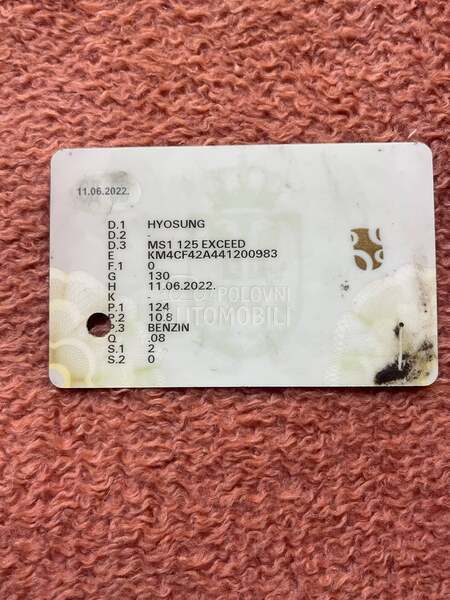 11.06.2022.
D.1 HYOSUNG
D.2 -
D.3 MS1 125 EXCEED
E KM4CF42A441200983
F.1 0
G 130
H 11.06.2022.
K -
P.1 124
P.2 10.8
P.3 BENZIN
Q .08
S.1 2
S.2 0
POLOVNI
AUTOMOBILI